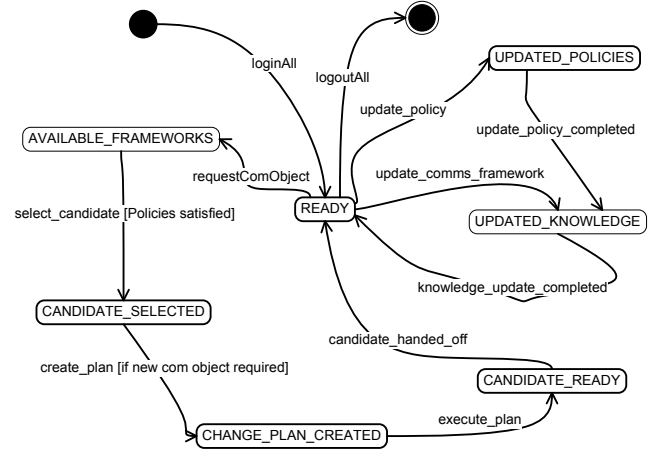 loginAll
logoutAll
UPDATED_POLICIES
update_policy
update_policy_completed
AVAILABLE_FRAMEWORKS
requestComObject
update_comms_framework
READY
select_candidate [Policies satisfied]
UPDATED_KNOWLEDGE
knowledge_update_completed
CANDIDATE_SELECTED
candidate_handed_off
create_plan [if new com object required]
CANDIDATE_READY
execute_plan
CHANGE_PLAN_CREATED